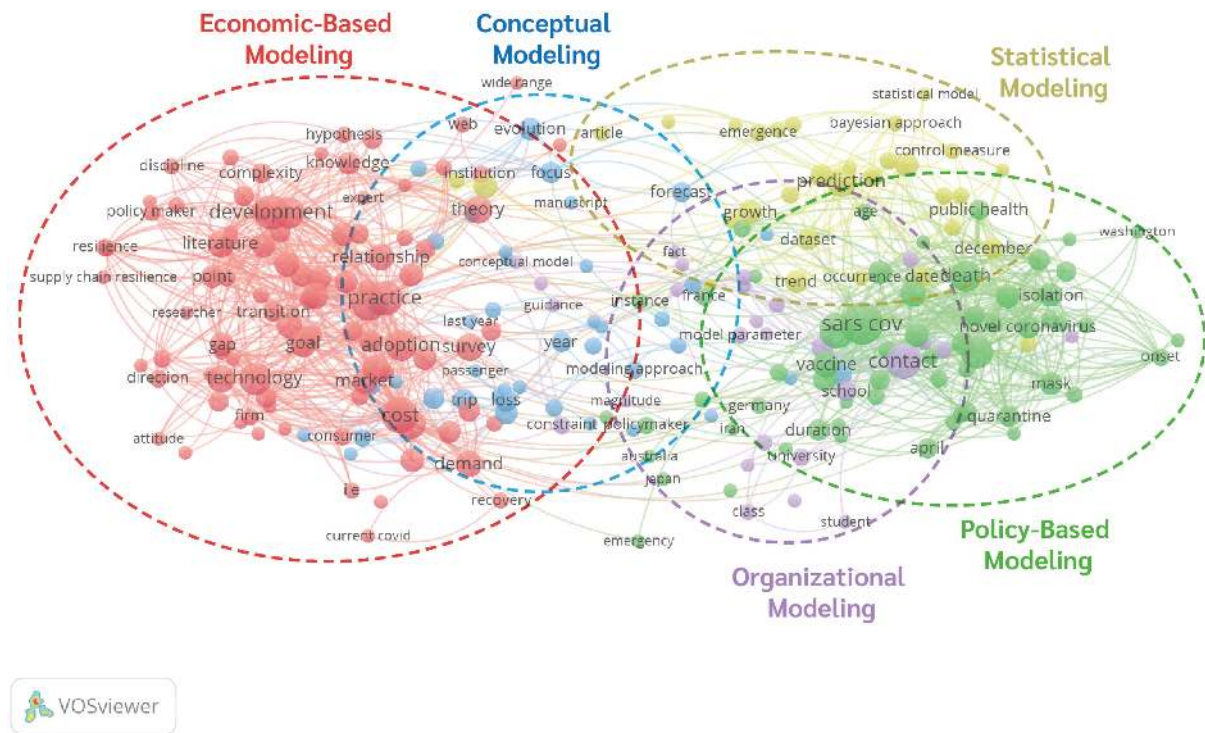 Economic-Based
Modeling
Conceptual
Modeling
Statistical
Modeling
wide range
statistical model
hypothesis
web
evolution
article
emergence
bayesian approach
discipline
complexity
knowledge
institution
focus
control measure
expert
manuscript
forecast
prediction
policy maker
development
theory
growth
age
public health
resilience
literature
relationship
fact
dataset
december
washington
supply chain resilience
point
conceptual model
trend
occurrence date
death
researcher
transition
practice
guidance
instance
france
isolation
gap
goal
adoption
last year
survey
year
model parameter
sars cov
novel coronavirus
direction
technology
market
passenger
modeling approach
vaccine
contact
onset
firm
trip
loss
magnitude
germany
school
mask
attitude
consumer
cost
constraint
policymaker
iran
duration
quarantine
i e
demand
australia
university
april
recovery
japan
current covid
class
student
emergency
Policy-Based
Modeling
Organizational
Modeling
VOSviewer